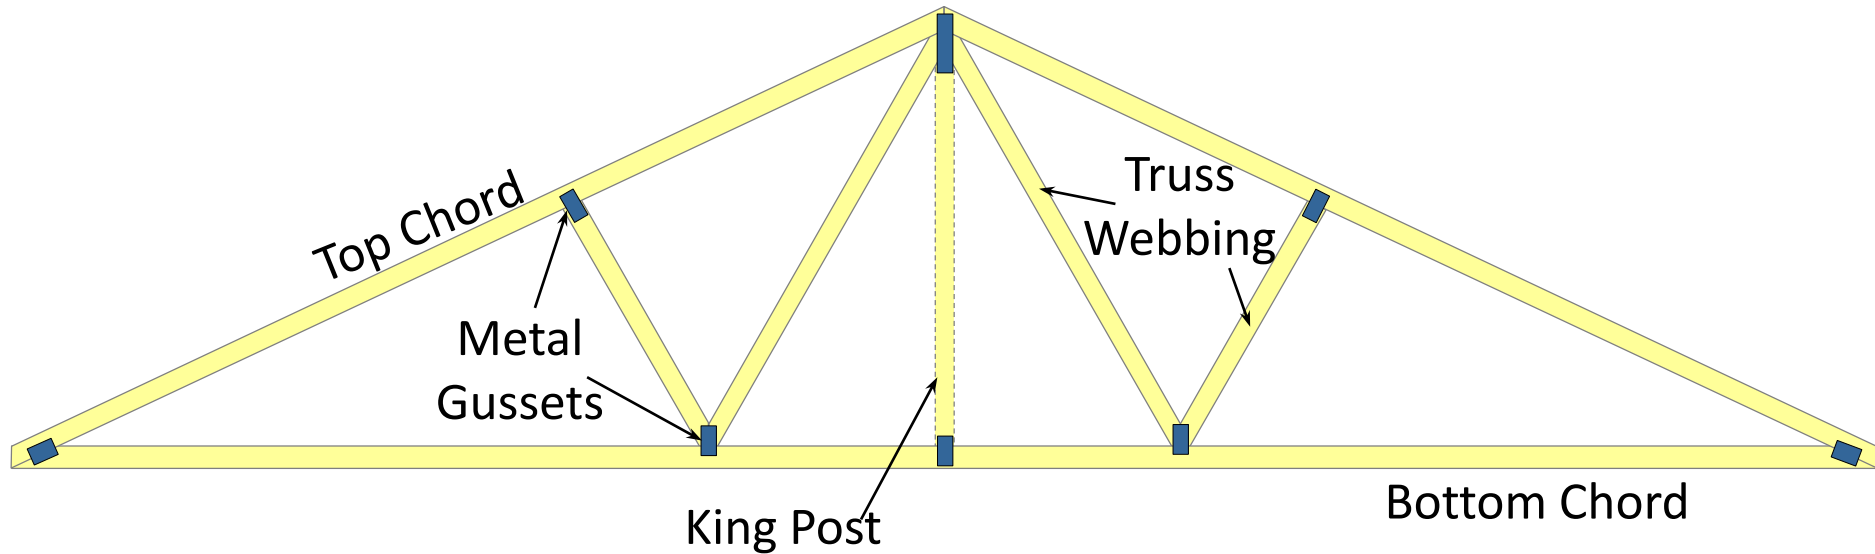 Top Chord
Truss
Webbing
Metal
Gussets
King Post
Bottom Chord